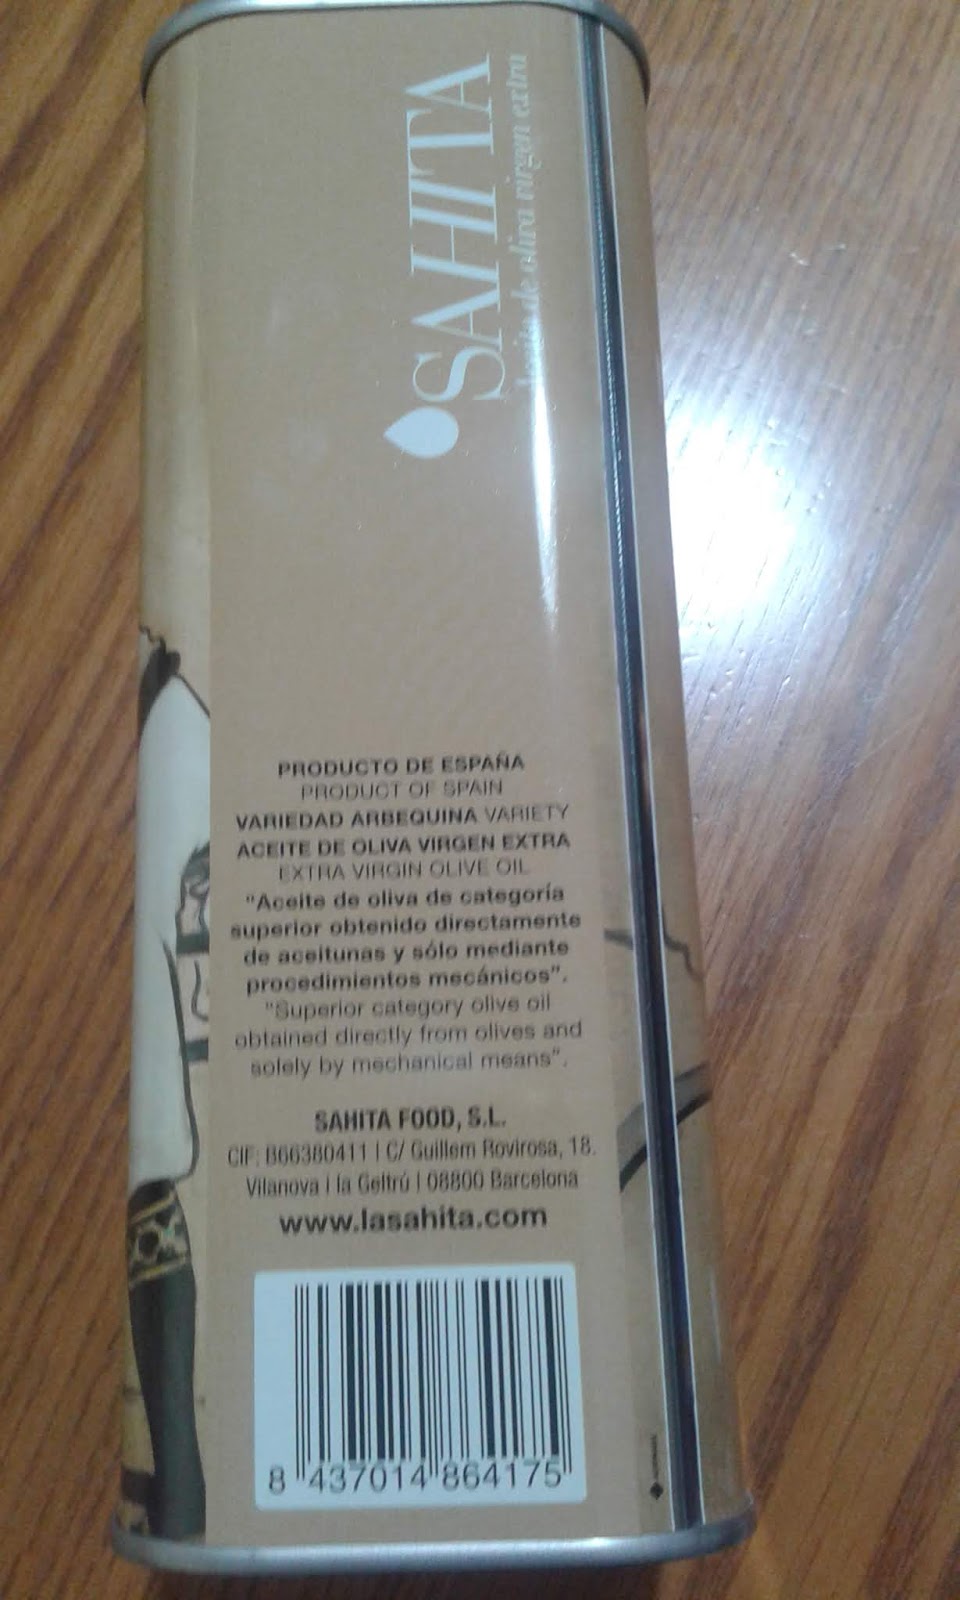 SAHITA
aceite de oliva virgen extra
PRODUCTO DE ESPAÑA
PRODUCT OF SPAIN
VARIEDAD ARBEQUINA VARIETY
ACEITE DE OLIVA VIRGEN EXTRA
EXTRA VIRGIN OLIVE OIL
"Aceite de oliva de categoría
superior obtenido directamente
de aceitunas y sólo mediante
procedimientos mecánicos".
"Superior category olive oil
obtained directly from olives and
solely by mechanical means".
SAHITA FOOD, S.L.
CIF: B66380411 | C/ Guillem Rovirosa, 18.
Vilanova i la Geltrú | 08800 Barcelona
www.lasahita.com
8 437014 864175